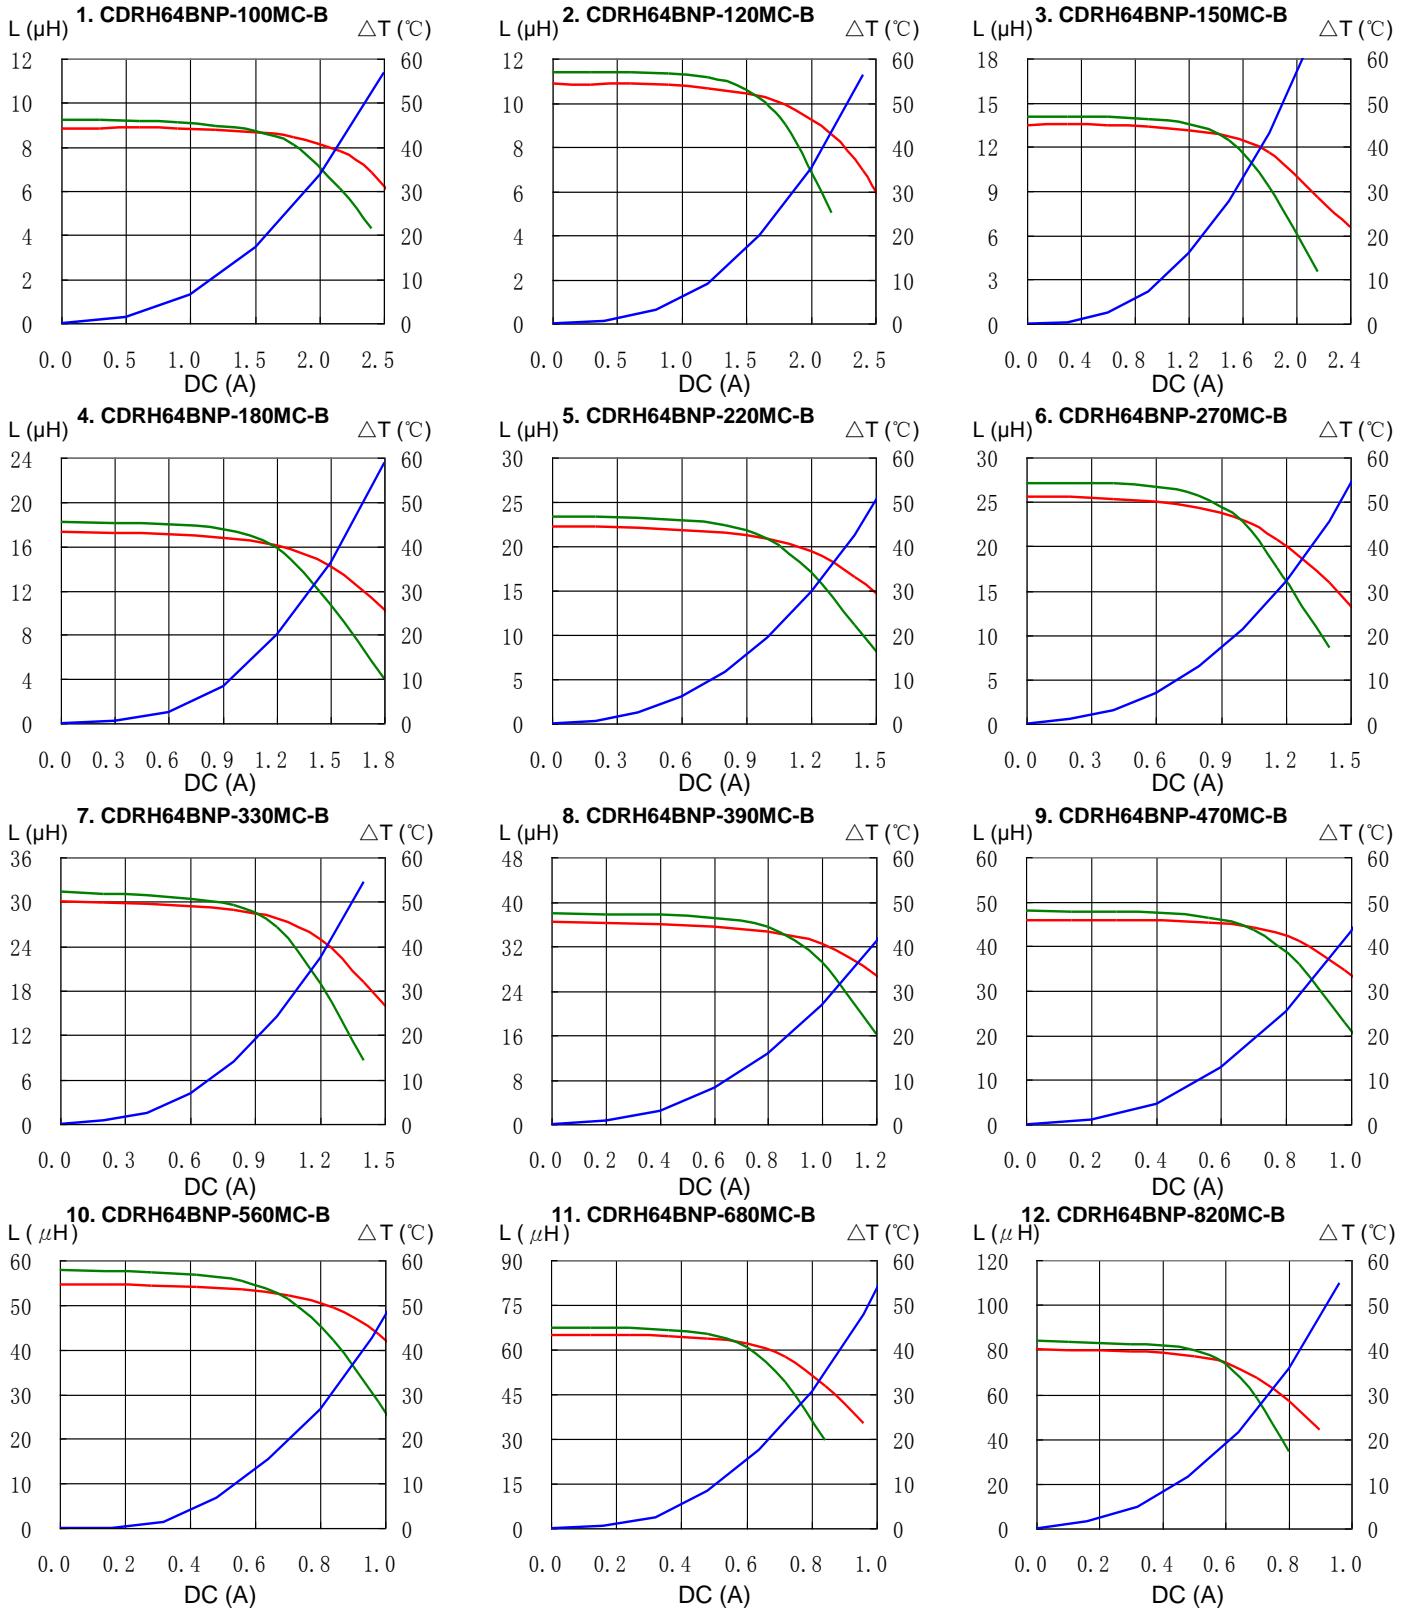 1. CDRH64BNP-100MC-B
L (µH) △T (℃)
12 60
10 50
8 40
6 30
4 20
2 10
0 0
0.0 0.5 1.0 1.5 2.0 2.5
DC (A)
2. CDRH64BNP-120MC-B
L (µH) △T (℃)
12 60
10 50
8 40
6 30
4 20
2 10
0 0
0.0 0.5 1.0 1.5 2.0 2.5
DC (A)
3. CDRH64BNP-150MC-B
L (µH) △T (℃)
18 60
15 50
12 40
9 30
6 20
3 10
0 0
0.0 0.4 0.8 1.2 1.6 2.0 2.4
DC (A)
4. CDRH64BNP-180MC-B
L (µH) △T (℃)
24 60
20 50
16 40
12 30
8 20
4 10
0 0
0.0 0.3 0.6 0.9 1.2 1.5 1.8
DC (A)
5. CDRH64BNP-220MC-B
L (µH) △T (℃)
30 60
25 50
20 40
15 30
10 20
5 10
0 0
0.0 0.3 0.6 0.9 1.2 1.5
DC (A)
6. CDRH64BNP-270MC-B
L (µH) △T (℃)
30 60
25 50
20 40
15 30
10 20
5 10
0 0
0.0 0.3 0.6 0.9 1.2 1.5
DC (A)
7. CDRH64BNP-330MC-B
L (µH) △T (℃)
36 60
30 50
24 40
18 30
12 20
6 10
0 0
0.0 0.3 0.6 0.9 1.2 1.5
DC (A)
8. CDRH64BNP-390MC-B
L (µH) △T (℃)
48 60
40 50
32 40
24 30
16 20
8 10
0 0
0.0 0.2 0.4 0.6 0.8 1.0 1.2
DC (A)
9. CDRH64BNP-470MC-B
L (µH) △T (℃)
60 60
50 50
40 40
30 30
20 20
10 10
0 0
0.0 0.2 0.4 0.6 0.8 1.0
DC (A)
10. CDRH64BNP-560MC-B
L ( μH) △T (℃)
60 60
50 50
40 40
30 30
20 20
10 10
0 0
0.0 0.2 0.4 0.6 0.8 1.0
DC (A)
11. CDRH64BNP-680MC-B
L ( μH) △T (℃)
90 60
75 50
60 40
45 30
30 20
15 10
0 0
0.0 0.2 0.4 0.6 0.8 1.0
DC (A)
12. CDRH64BNP-820MC-B
L ( μ H) △T (℃)
120 60
100 50
80 40
60 30
40 20
20 10
0 0
0.0 0.2 0.4 0.6 0.8 1.0
DC (A)